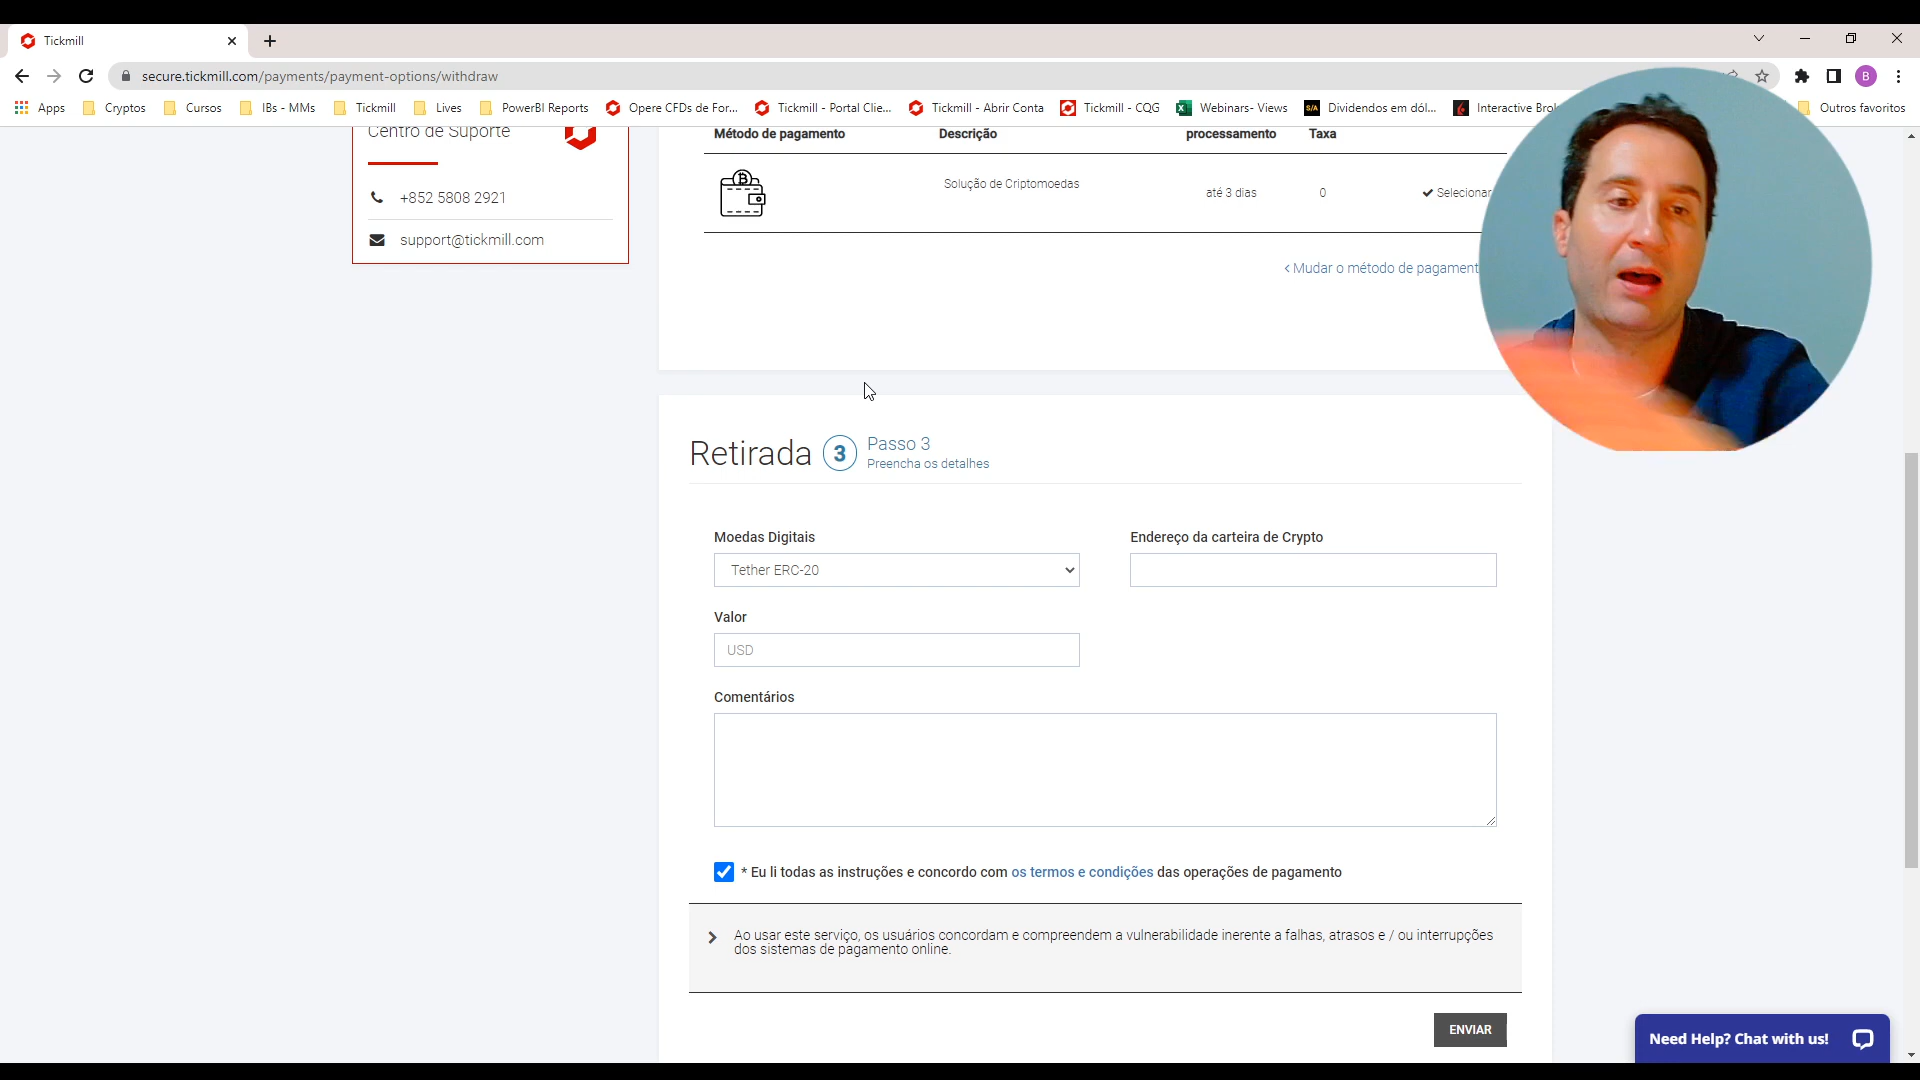 Tickmill
secure.tickmill.com/payments/payment-options/withdraw
B
Apps
Cryptos
Cursos
IBs - MMs
Tickmill
Lives
PowerBI Reports
Opere CFDs de For...
Tickmill - Portal Clie...
Tickmill - Abrir Conta
Tickmill - CQG
Webinars- Views
S/A
Dividendos em dól...
Interactive
Outros favoritos
Centro de Suporte
+852 5808 2921
support@tickmill.com
Método de pagamento
Descrição
processamento
Taxa
Solução de Criptomoedas
até 3 dias
0
Selecionar
< Mudar o método de
Retirada
3
Passo 3
Preencha os detalhes
Moedas Digitais
Endereço da carteira de Crypto
Tether ERC-20
Valor
USD
Comentários
* Eu li todas as instruções e concordo com os termos e condições das operações de pagamento
Ao usar este serviço, os usuários concordam e compreendem a vulnerabilidade inerente a falhas, atrasos e / ou interrupções
dos sistemas de pagamento online.
ENVIAR
Need Help? Chat with us!